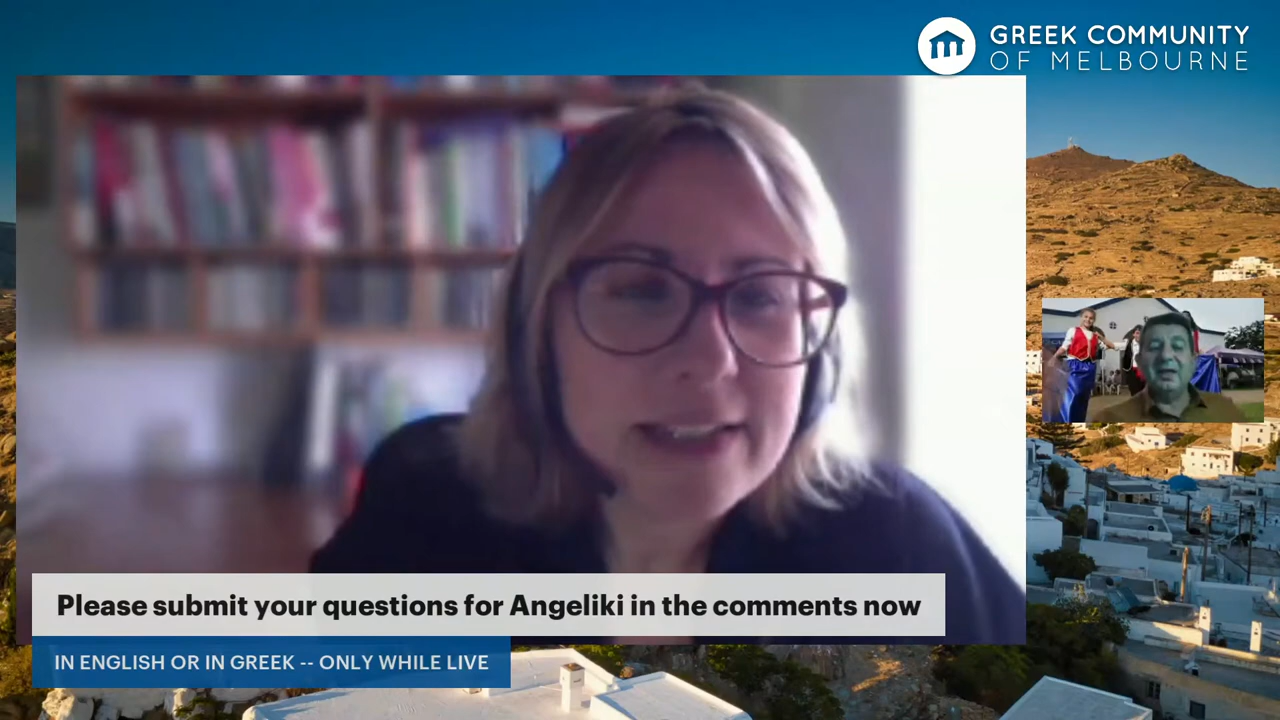 GREEK COMMUNITY
OF MELBOURNE
Please submit your questions for Angeliki in the comments now
IN ENGLISH OR IN GREEK -- ONLY WHILE LIVE